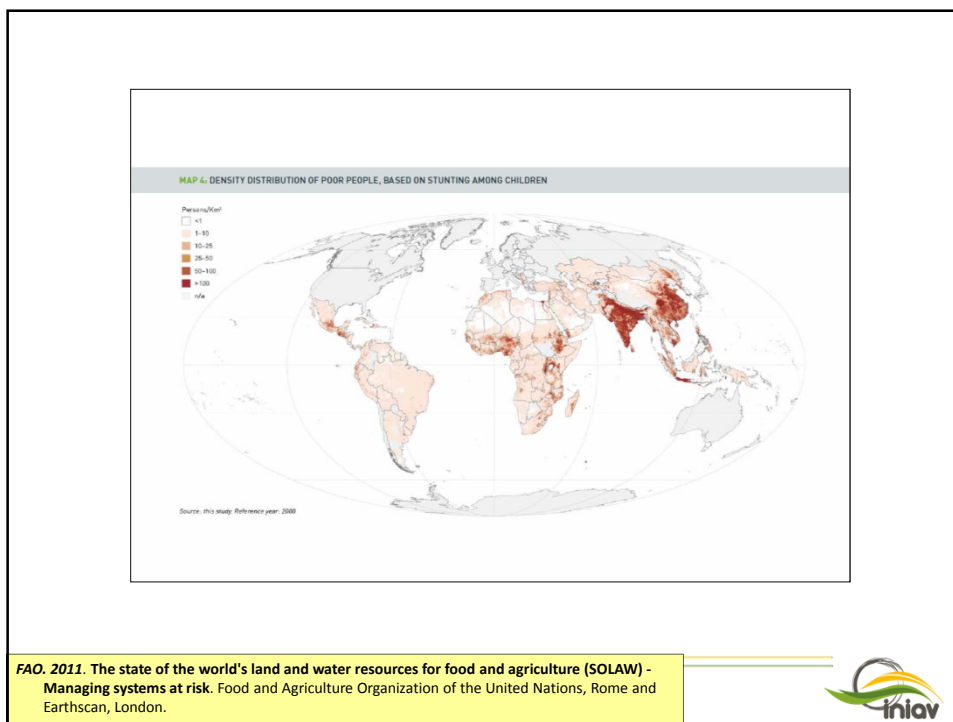 MAP 4: DENSITY DISTRIBUTION OF POOR PEOPLE, BASED ON STUNTING AMONG CHILDREN
Persons/Km²
<1
1–10
10–25
25–50
50–100
>100
n/a
Source: this study. Reference year: 2000
FAO. 2011. The state of the world's land and water resources for food and agriculture (SOLAW) -
Managing systems at risk. Food and Agriculture Organization of the United Nations, Rome and
Earthscan, London.
iniav